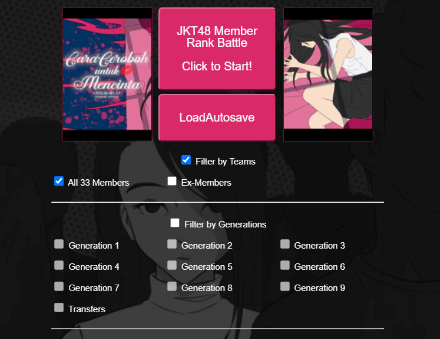 Cara Ceroboh
untuk
Mencinta
JKT48 Member
Rank Battle
Click to Start!
LoadAutosave
Filter by Teams
All 33 Members
Ex-Members
Filter by Generations
Generation 1
Generation 2
Generation 3
Generation 4
Generation 5
Generation 6
Generation 7
Generation 8
Generation 9
Transfers